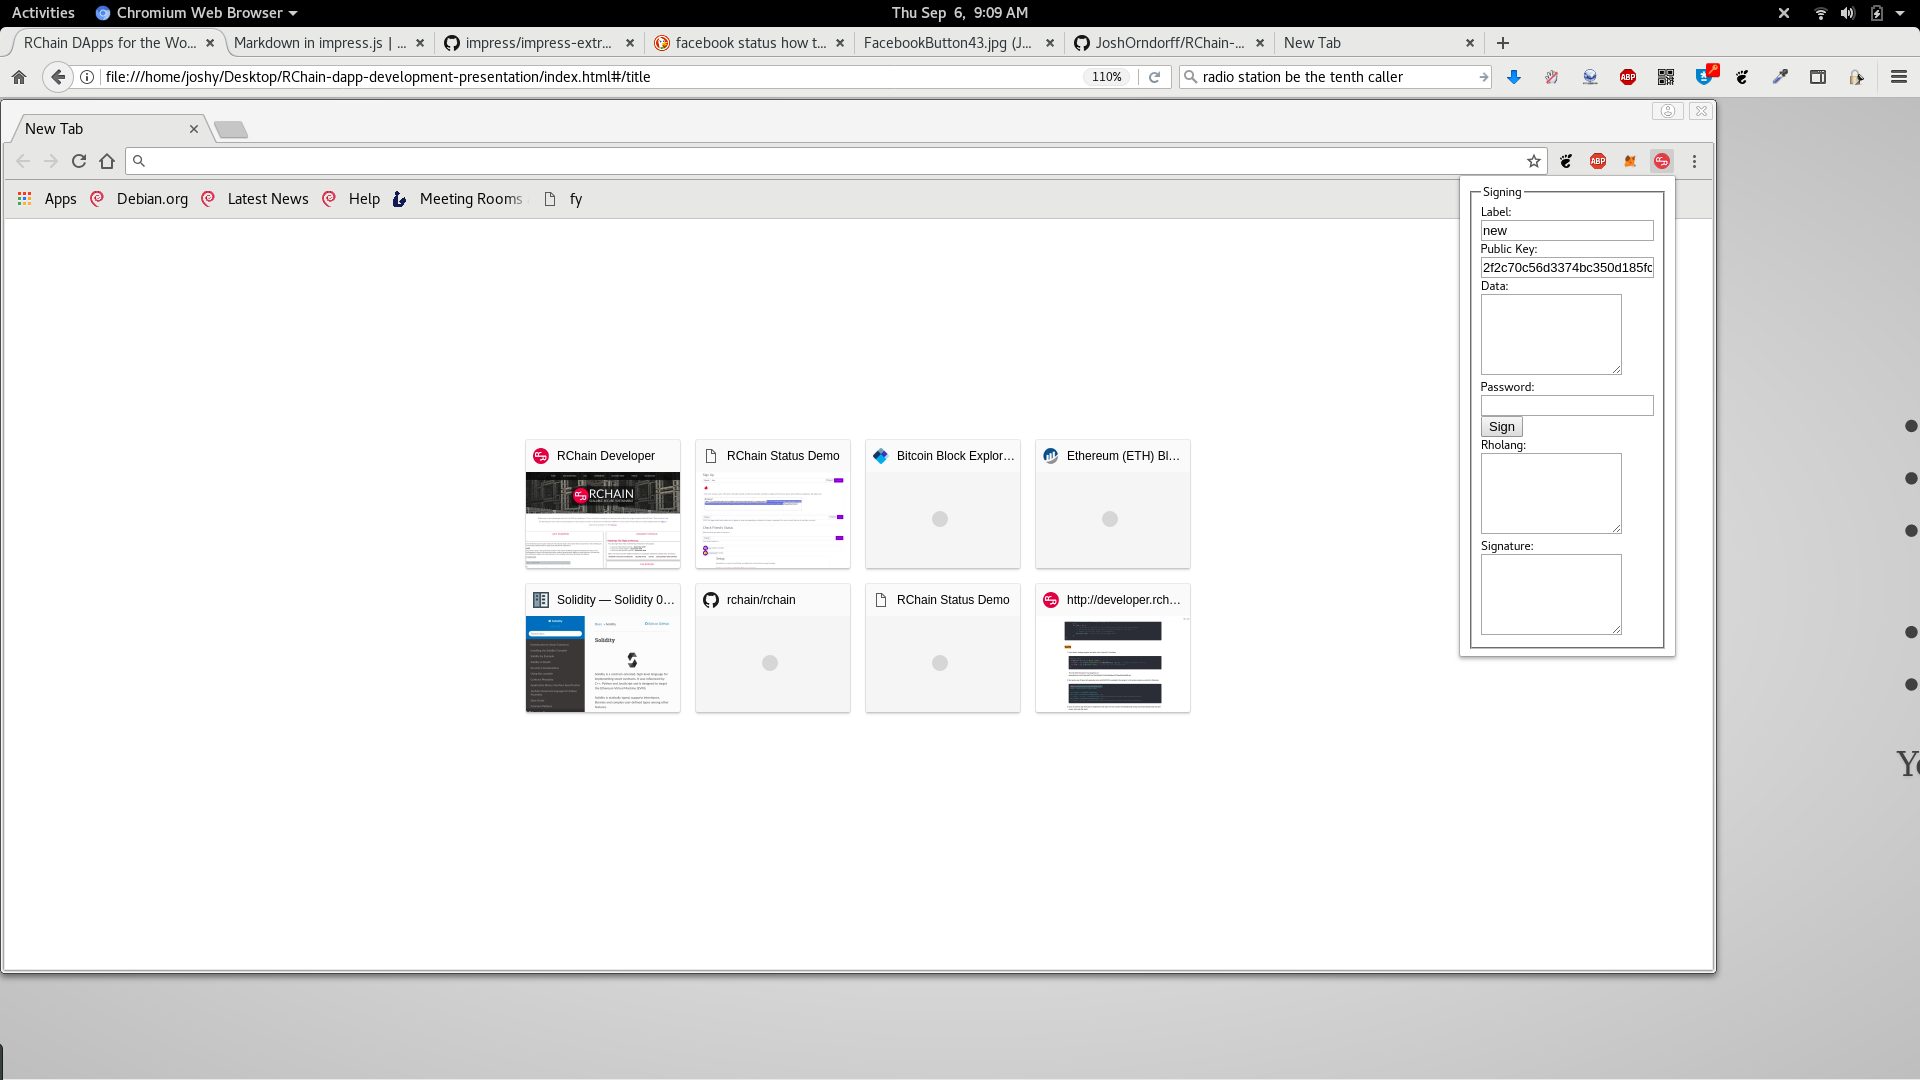 Activities Chromium Web Browser Thu Sep 6, 9:09 AM
RChain DApps for the Wo... Markdown in impress.js | ... impress/impress-extr... facebook status how t... FacebookButton43.jpg (J... JoshOrndorff/RChain-... New Tab
file:///home/joshy/Desktop/RChain-dapp-development-presentation/index.html#/title 110% radio station be the tenth caller ABP
New Tab
ABP
Apps Debian.org Latest News Help Meeting Rooms fy
Signing
Label:
new
Public Key:
2f2c70c56d3374bc350d185fc
Data:
Password:
Sign
Rholang:
Signature:
RChain Developer RChain Status Demo Bitcoin Block Explor... Ethereum (ETH) Bl...
RCHAIN
Solidity — Solidity 0... rchain/rchain RChain Status Demo http://developer.rch...
Solidity